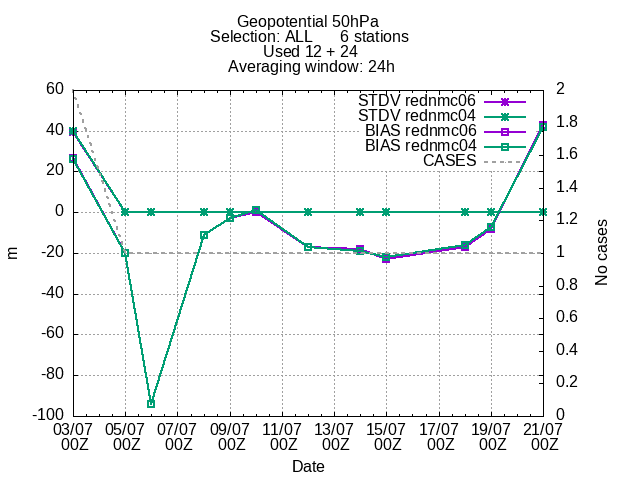 Geopotential 50hPa
Selection: ALL 6 stations
Used 12 + 24
Averaging window: 24h
STDV rednmc06
STDV rednmc04
BIAS rednmc06
BIAS rednmc04
CASES
60
40
20
0
-20
-40
-60
-80
-100
m
2
1.8
1.6
1.4
1.2
1
0.8
0.6
0.4
0.2
0
No cases
03/07 05/07 07/07 09/07 11/07 13/07 15/07 17/07 19/07 21/07
00Z 00Z 00Z 00Z 00Z 00Z 00Z 00Z 00Z 00Z
Date